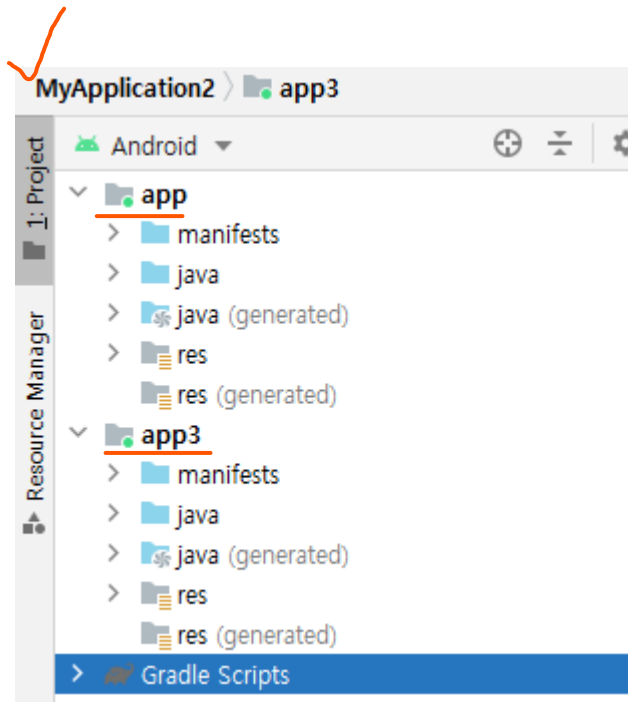 MyApplication2 〉 app3
1: Project
Resource Manager
Android
app
manifests
java
java (generated)
res
res (generated)
app3
manifests
java
java (generated)
res
res (generated)
Gradle Scripts